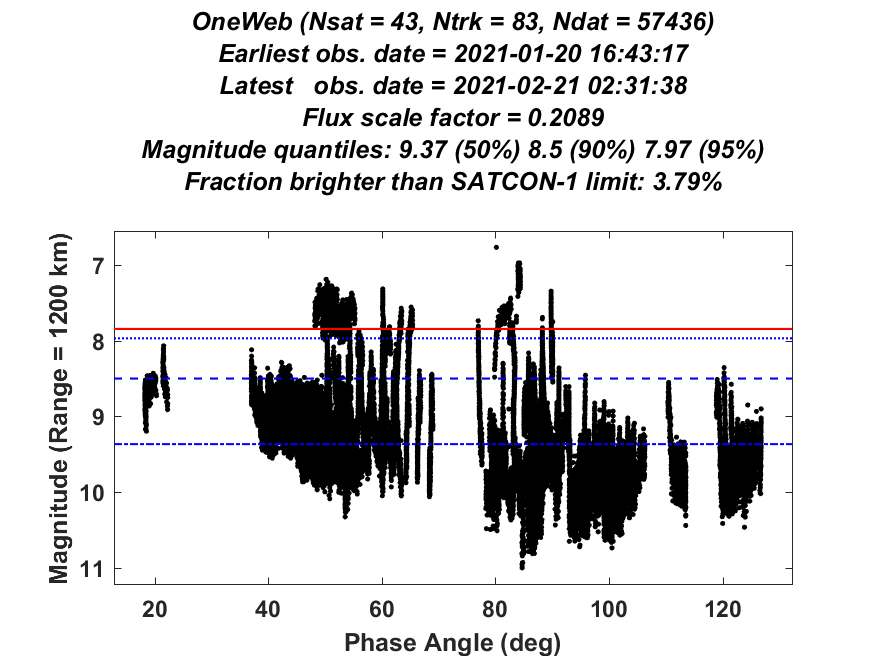 OneWeb (Nsat = 43, Ntrk = 83, Ndat = 57436)
Earliest obs. date = 2021-01-20 16:43:17
Latest   obs. date = 2021-02-21 02:31:38
Flux scale factor = 0.2089
Magnitude quantiles: 9.37 (50%) 8.5 (90%) 7.97 (95%)
Fraction brighter than SATCON-1 limit: 3.79%
Magnitude (Range = 1200 km)
7
8
9
10
11
20 40 60 80 100 120
Phase Angle (deg)